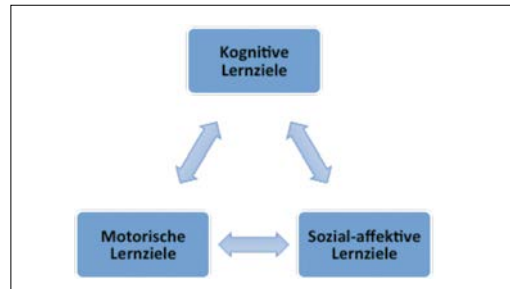 Kognitive
Lernziele
Motorische
Lernziele
Sozial-affektive
Lernziele